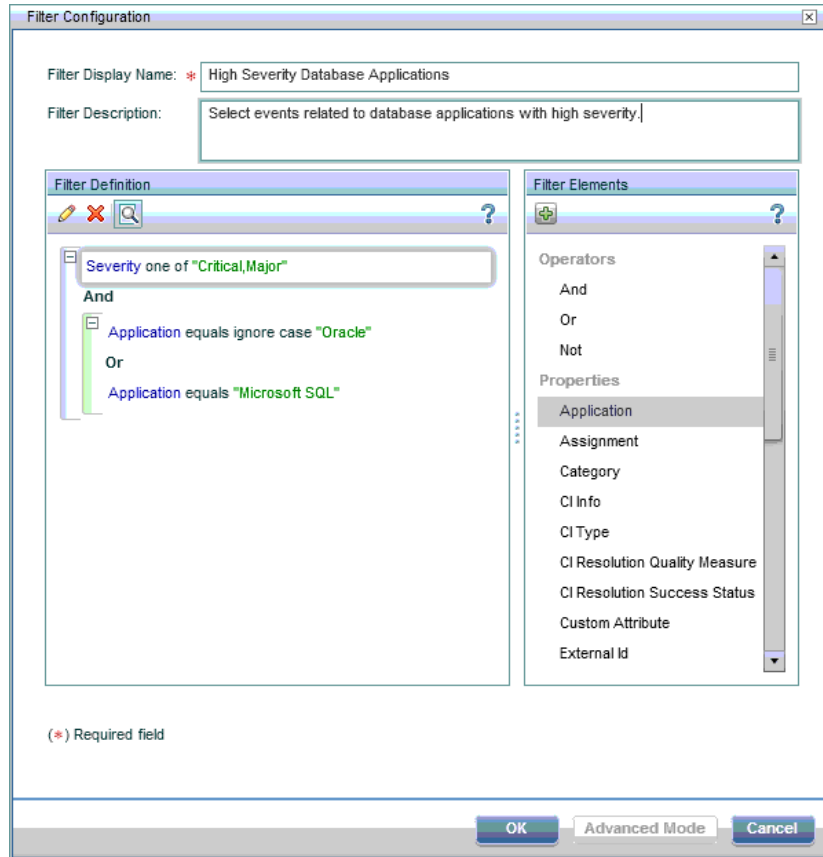 Filter Configuration
Filter Display Name: * High Severity Database Applications
Filter Description: Select events related to database applications with high severity.
Filter Definition
?
Severity one of "Critical,Major"
And
Application equals ignore case "Oracle"
Or
Application equals "Microsoft SQL"
Filter Elements
?
Operators
And
Or
Not
Properties
Application
Assignment
Category
CI Info
CI Type
CI Resolution Quality Measure
CI Resolution Success Status
Custom Attribute
External Id
(*) Required field
OK Advanced Mode Cancel